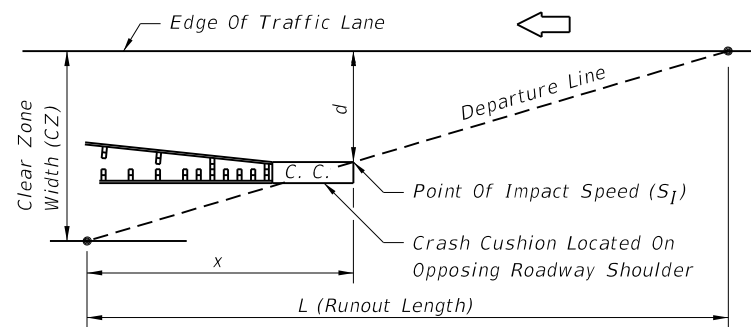 Edge Of Traffic Lane
Departure Line
d
Clear Zone
Width (CZ)
C. C.
Point Of Impact Speed (SI)
Crash Cushion Located On
Opposing Roadway Shoulder
x
L (Runout Length)